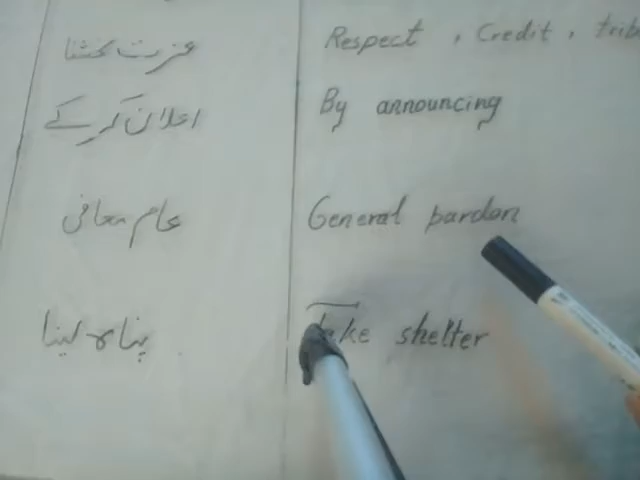 عزت بخشنا Respect, Credit,
اعلان کر کے By announcing
عام معافی General pardon
پناہ لینا Take shelter